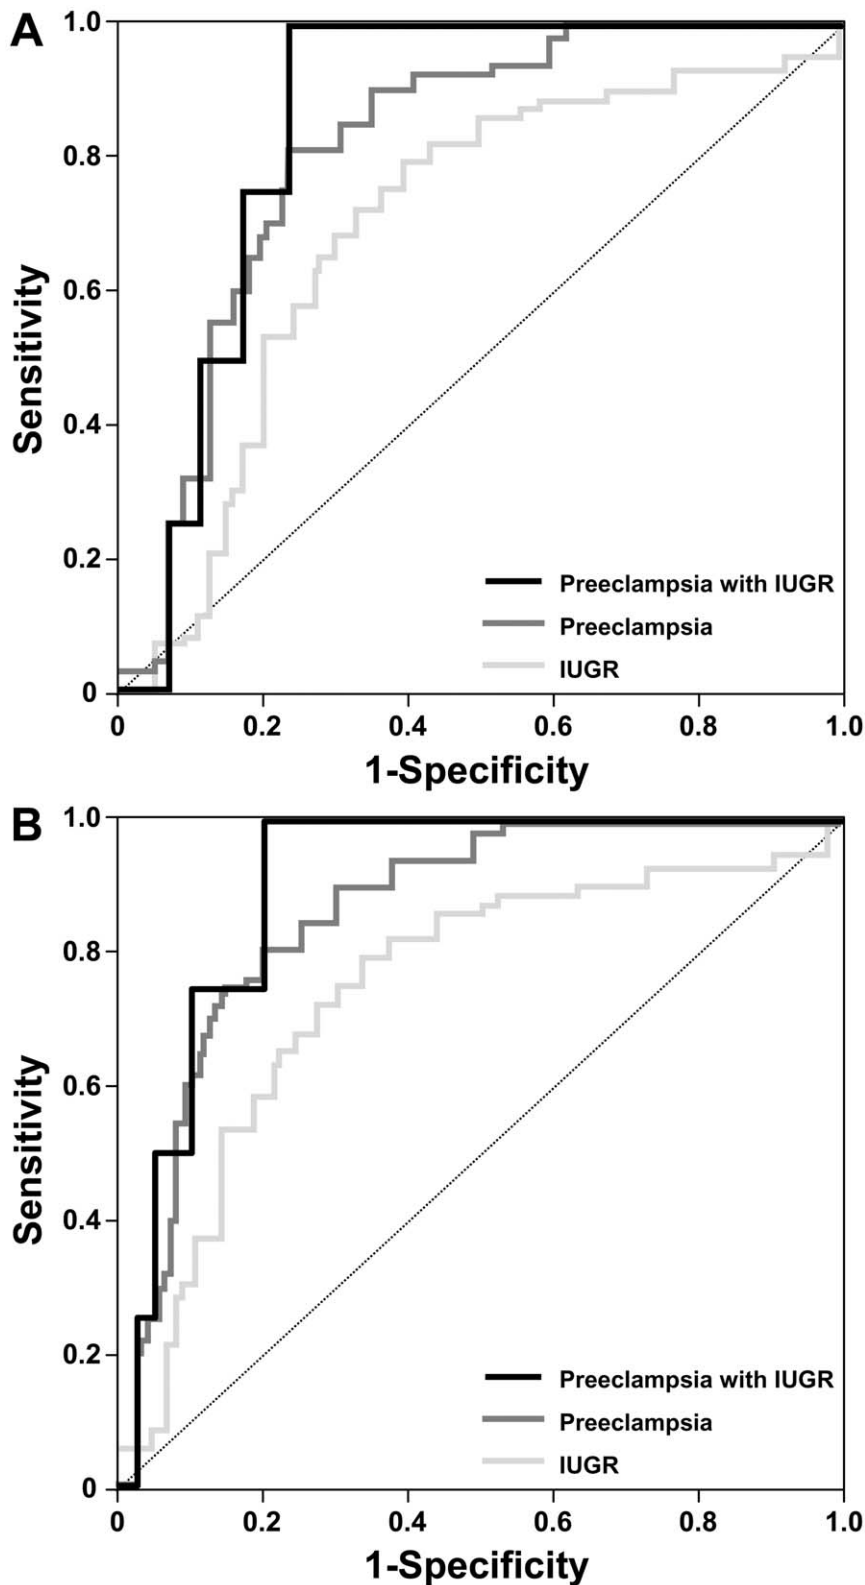 A
1.0
0.8
0.6
0.4
0.2
0
Sensitivity
Preeclampsia with IUGR
Preeclampsia
IUGR
0 0.2 0.4 0.6 0.8 1.0
1-Specificity
B
1.0
0.8
0.6
0.4
0.2
0
Sensitivity
Preeclampsia with IUGR
Preeclampsia
IUGR
0 0.2 0.4 0.6 0.8 1.0
1-Specificity